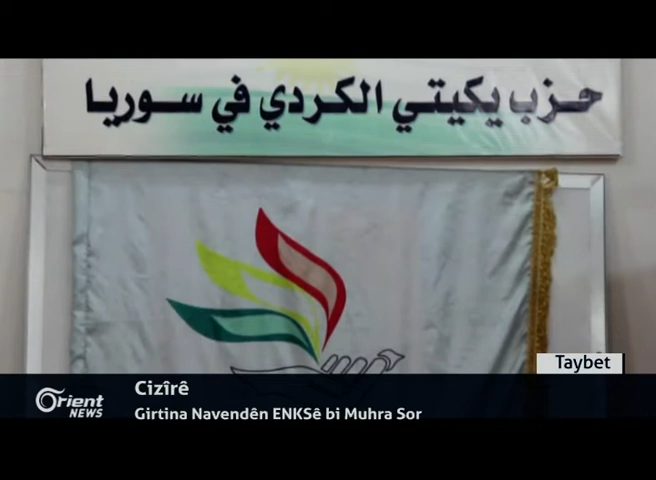 حزب يكيتي الكردي في سوريا
Taybet
Orient
NEWS
Cizîrê
Girtina Navendên ENKSê bi Muhra Sor